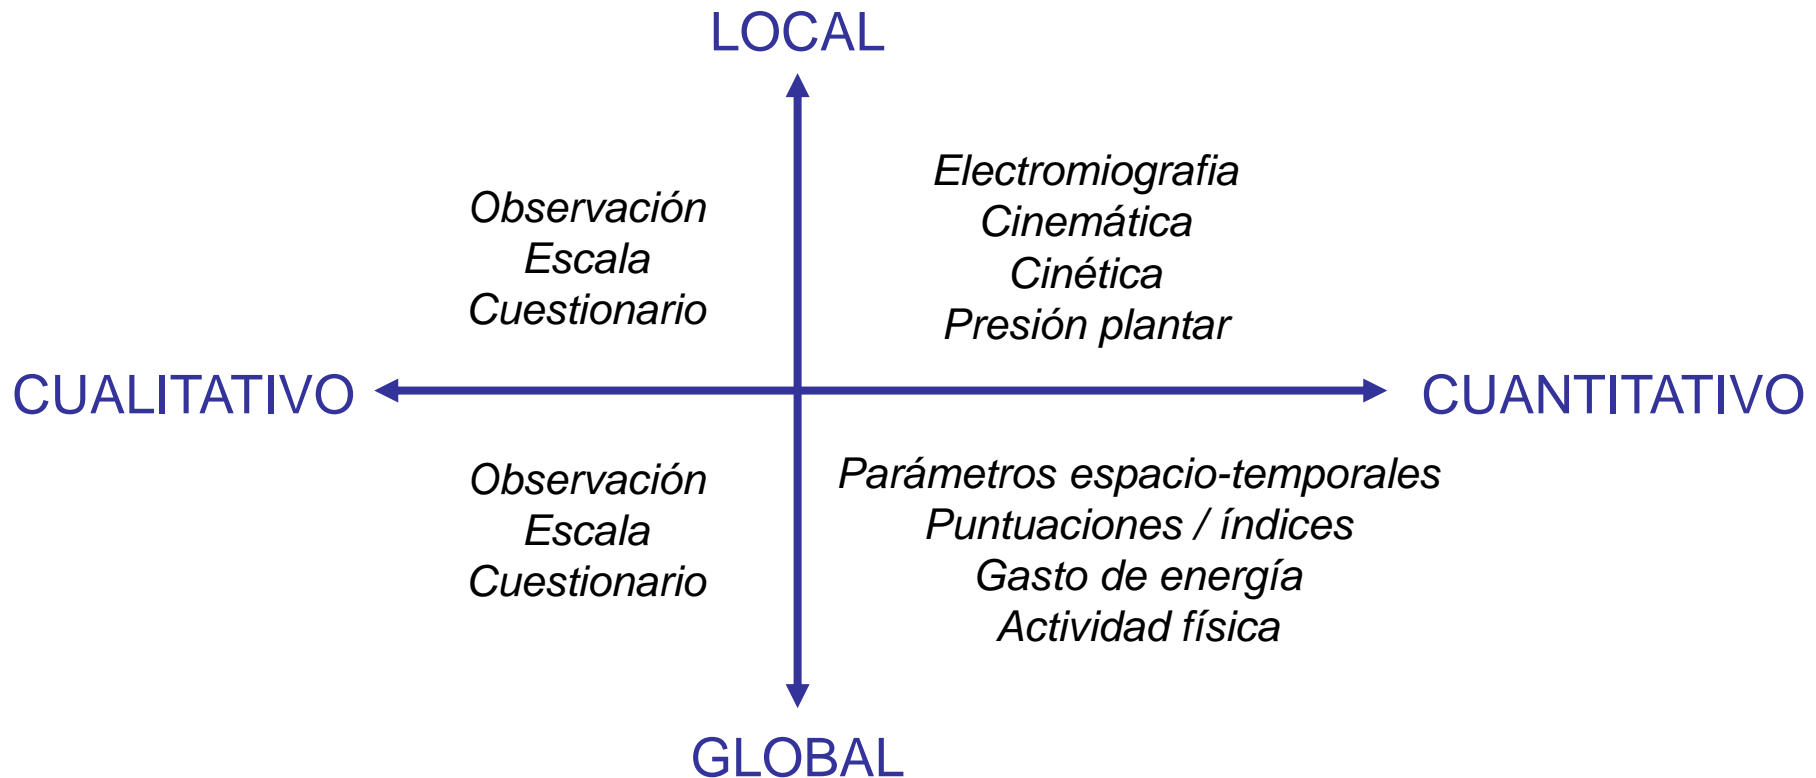 LOCAL
Observación
Escala
Cuestionario
Electromiografia
Cinemática
Cinética
Presión plantar
CUALITATIVO
CUANTITATIVO
Observación
Escala
Cuestionario
Parámetros espacio-temporales
Puntuaciones / índices
Gasto de energía
Actividad física
GLOBAL